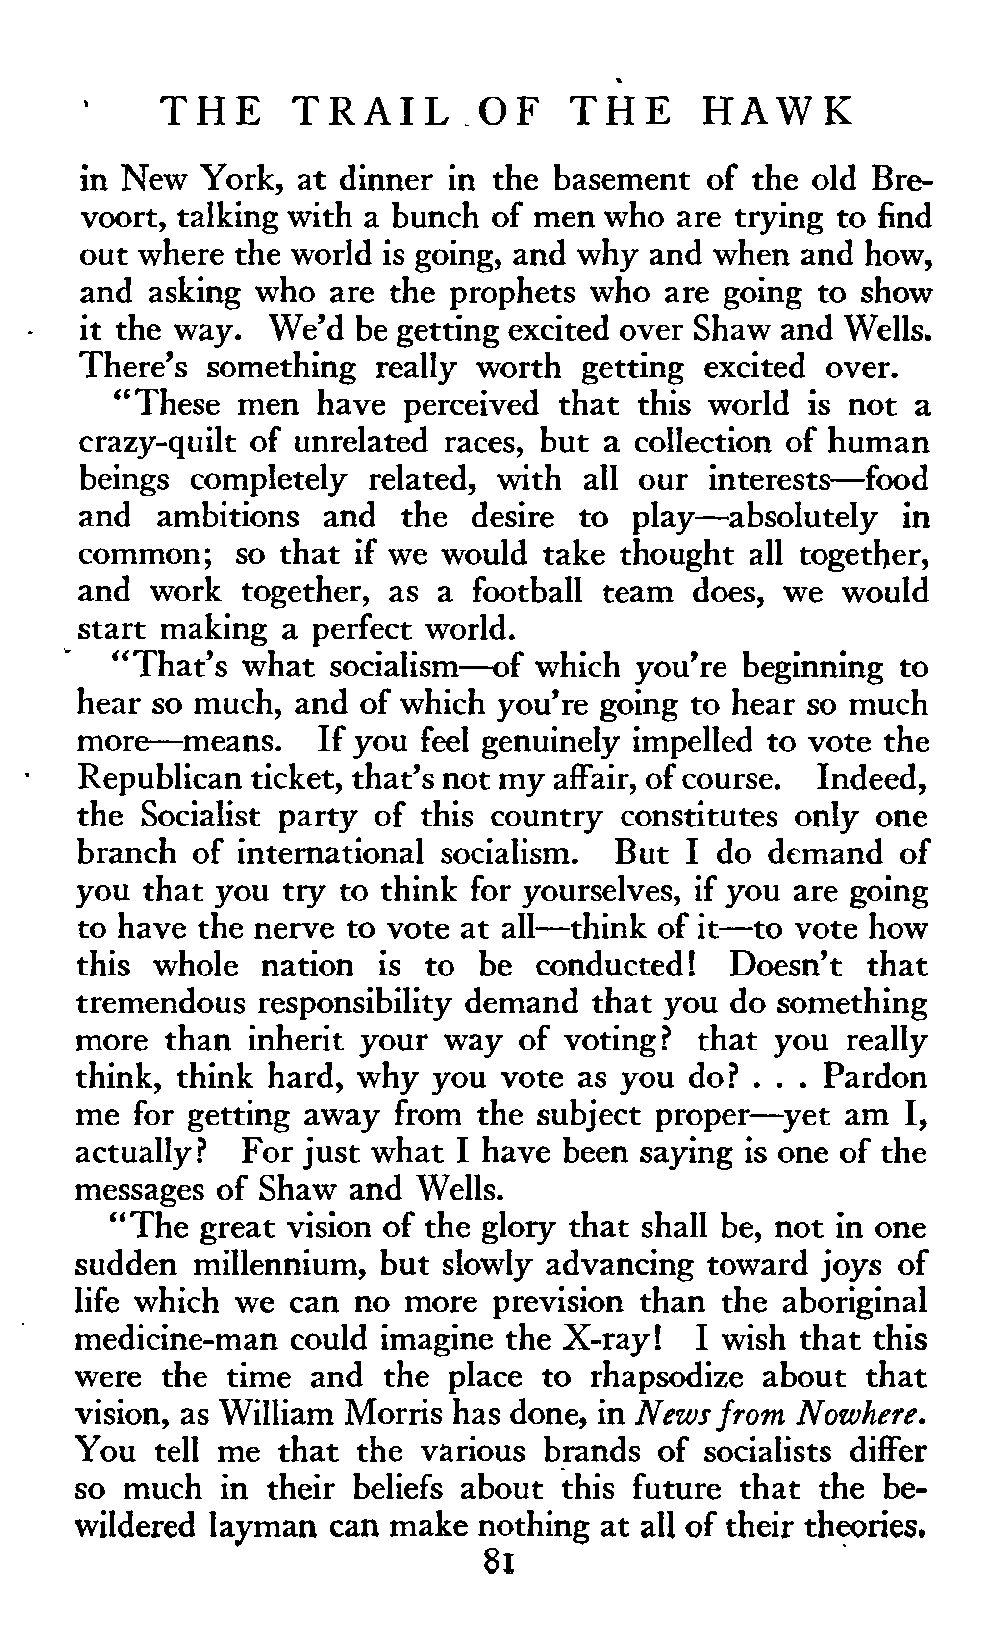 THE TRAIL OF THE HAWK
in New York, at dinner in the basement of the old Bre-
voort, talking with a bunch of men who are trying to find
out where the world is going, and why and when and how,
and asking who are the prophets who are going to show
it the way. We'd be getting excited over Shaw and Wells.
There's something really worth getting excited over.
"These men have perceived that this world is not a
crazy-quilt of unrelated races, but a collection of human
beings completely related, with all our interests—food
and ambitions and the desire to play—absolutely in
common; so that if we would take thought all together,
and work together, as a football team does, we would
start making a perfect world.
"That's what socialism—of which you're beginning to
hear so much, and of which you're going to hear so much
more—means. If you feel genuinely impelled to vote the
Republican ticket, that's not my affair, of course. Indeed,
the Socialist party of this country constitutes only one
branch of international socialism. But I do demand of
you that you try to think for yourselves, if you are going
to have the nerve to vote at all—think of it—to vote how
this whole nation is to be conducted! Doesn't that
tremendous responsibility demand that you do something
more than inherit your way of voting? that you really
think, think hard, why you vote as you do? . . . Pardon
me for getting away from the subject proper—yet am I,
actually? For just what I have been saying is one of the
messages of Shaw and Wells.
"The great vision of the glory that shall be, not in one
sudden millennium, but slowly advancing toward joys of
life which we can no more prevision than the aboriginal
medicine-man could imagine the X-ray! I wish that this
were the time and the place to rhapsodize about that
vision, as William Morris has done, in News from Nowhere.
You tell me that the various brands of socialists differ
so much in their beliefs about this future that the be-
wildered layman can make nothing at all of their theories.
81